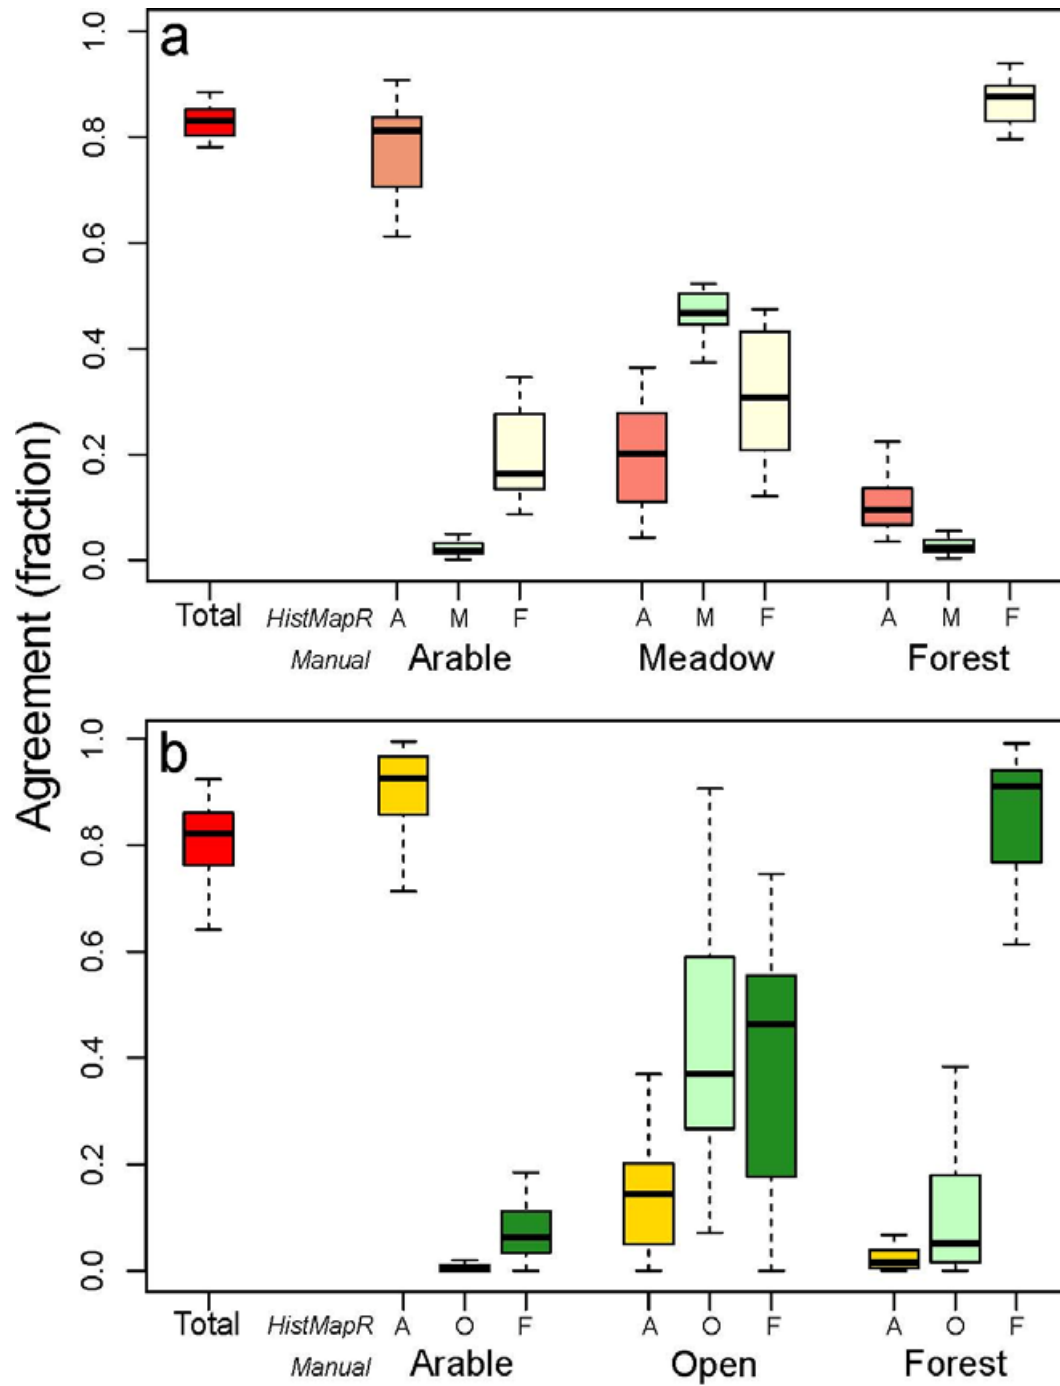 a
1.0
0.8
0.6
0.4
0.2
0.0
Total HistMapR A M F A M F A M F
Manual Arable Meadow Forest
Agreement (fraction)
b
1.0
0.8
0.6
0.4
0.2
0.0
Total HistMapR A O F A O F A O F
Manual Arable Open Forest